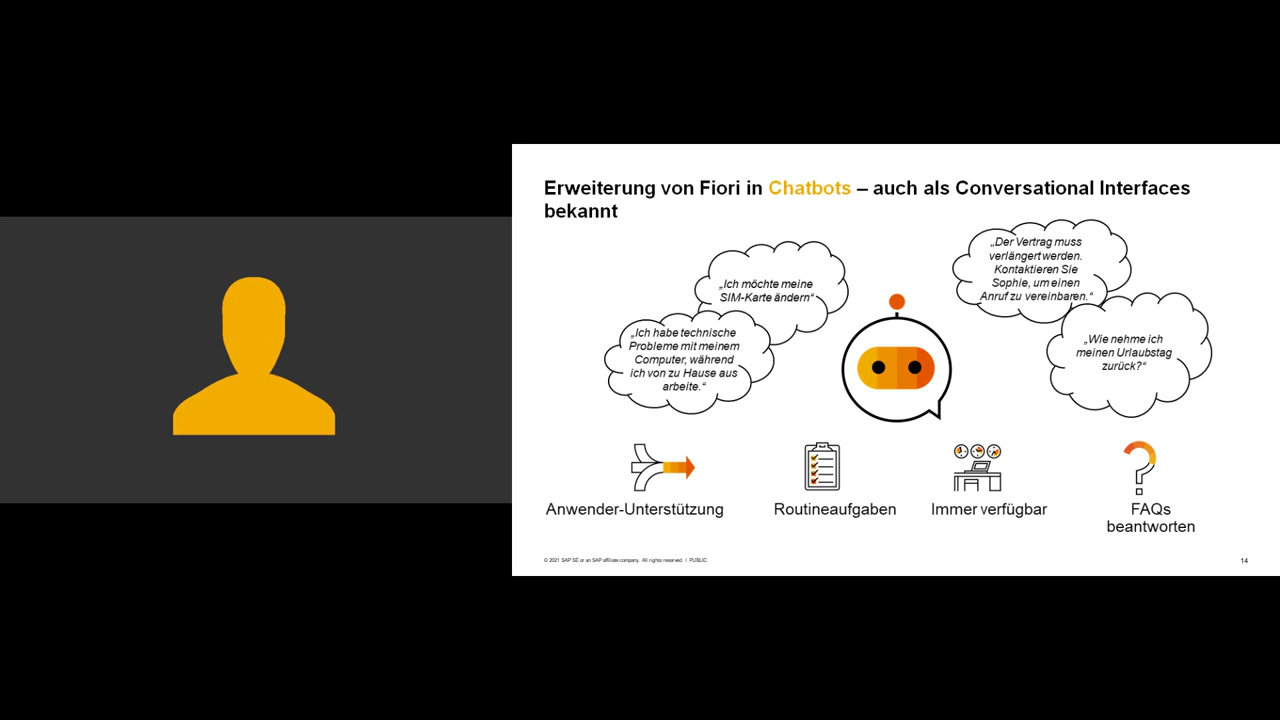 Erweiterung von Fiori in Chatbots – auch als Conversational Interfaces
bekannt
„Ich möchte meine
SIM-Karte ändern“
„Ich habe technische
Probleme mit meinem
Computer, während
ich von zu Hause aus
arbeite.“
„Der Vertrag muss
verlängert werden.
Kontaktieren Sie
Sophie, um einen
Anruf zu vereinbaren.“
„Wie nehme ich
meinen Urlaubstag
zurück?“
Anwender-Unterstützung
Routineaufgaben
Immer verfügbar
FAQs
beantworten
© 2021 SAP SE or an SAP affiliate company. All rights reserved. I PUBLIC
14